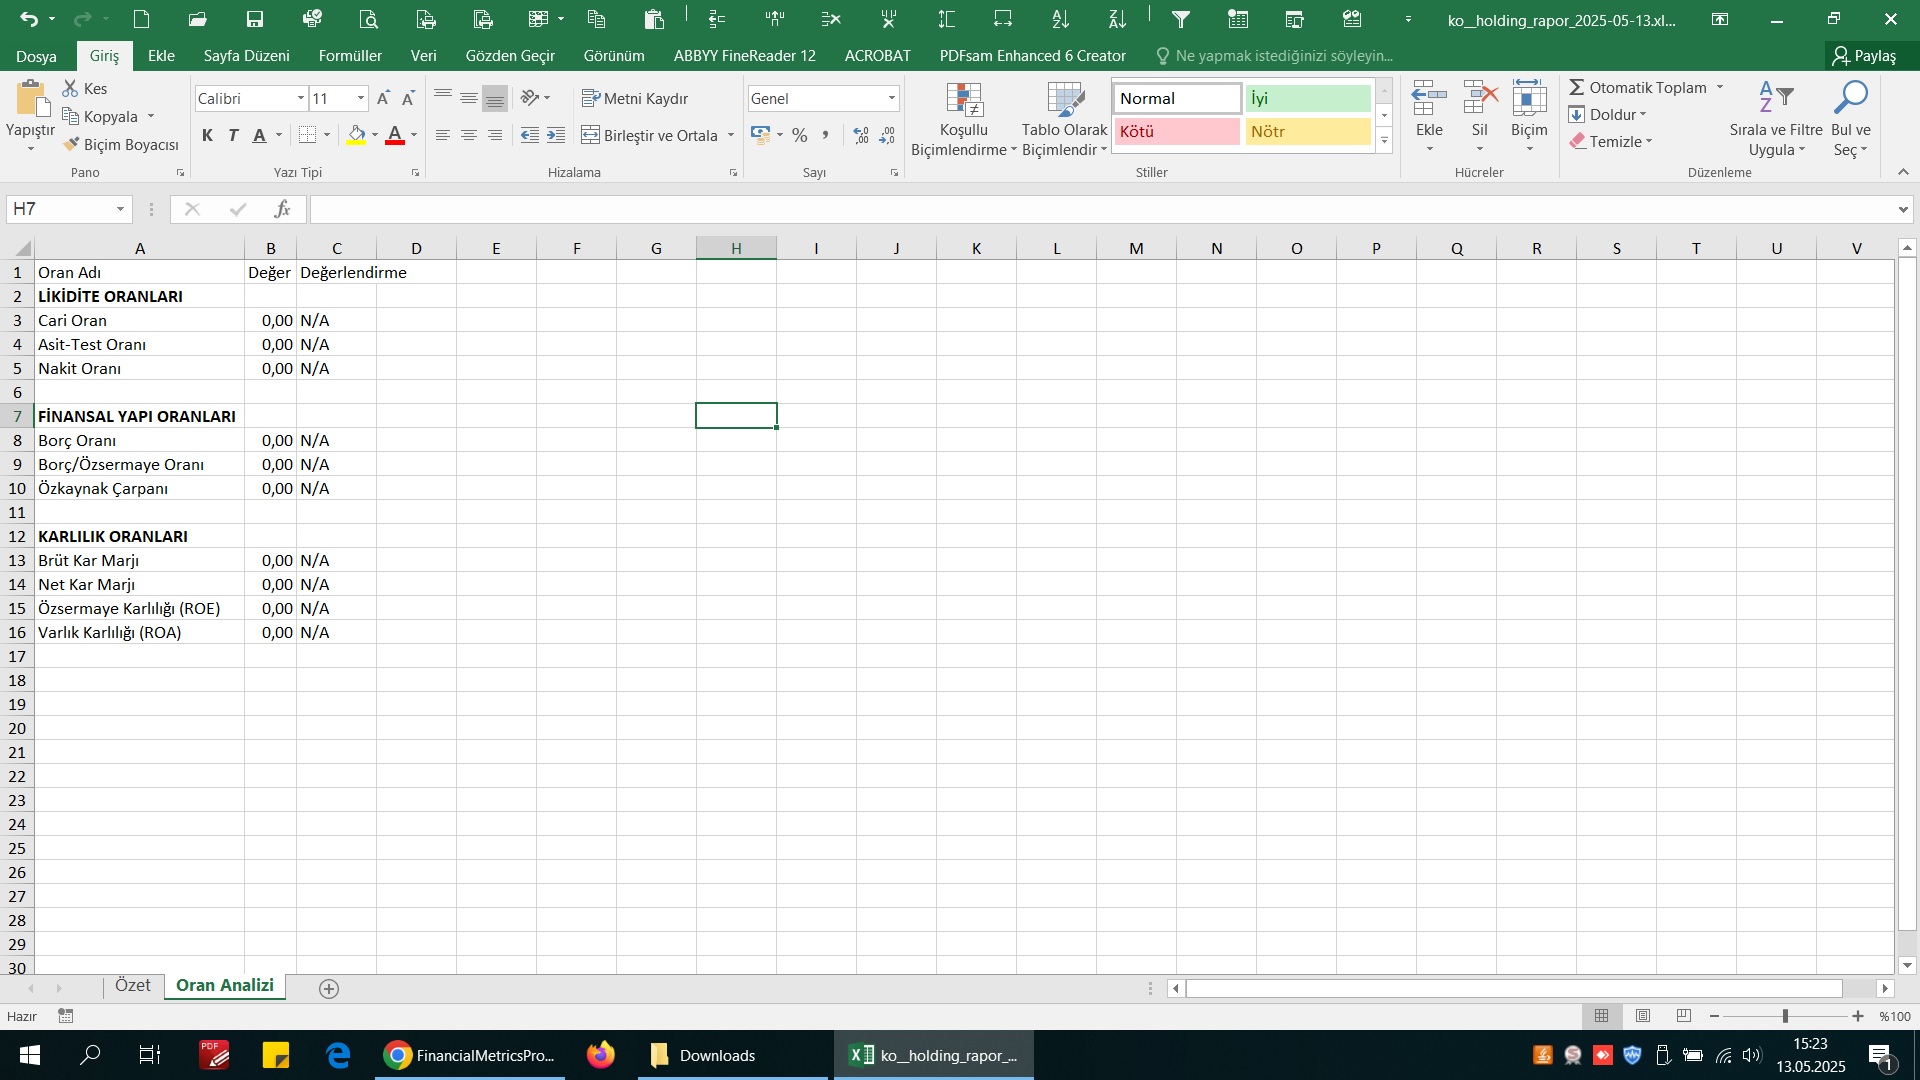 ko__holding_rapor_2025-05-13.xl...
Dosya Giriş Ekle Sayfa Düzeni Formüller Veri Gözden Geçir Görünüm ABBYY FineReader 12 ACROBAT PDFsam Enhanced 6 Creator Ne yapmak istediğinizi söyleyin... Paylaş
Yapıştır
Kes
Kopyala
Biçim Boyacısı
Pano
Calibri 11
K T A
Yazı Tipi
Metni Kaydır
Birleştir ve Ortala
Hizalama
Genel
Sayı
Koşullu Biçimlendirme
Tablo Olarak Biçimlendir
Normal İyi
Kötü Nötr
Stiller
Ekle Sil Biçim
Hücreler
Otomatik Toplam
Doldur
Temizle
Sırala ve Filtre Uygula
Bul ve Seç
Düzenleme
H7 fx
A B C D E F G H I J K L M N O P Q R S T U V
1 Oran Adı Değer Değerlendirme
2 LİKİDİTE ORANLARI
3 Cari Oran 0,00 N/A
4 Asit-Test Oranı 0,00 N/A
5 Nakit Oranı 0,00 N/A
6
7 FİNANSAL YAPI ORANLARI
8 Borç Oranı 0,00 N/A
9 Borç/Özsermaye Oranı 0,00 N/A
10 Özkaynak Çarpanı 0,00 N/A
11
12 KARLILIK ORANLARI
13 Brüt Kar Marjı 0,00 N/A
14 Net Kar Marjı 0,00 N/A
15 Özsermaye Karlılığı (ROE) 0,00 N/A
16 Varlık Karlılığı (ROA) 0,00 N/A
17
18
19
20
21
22
23
24
25
26
27
28
29
30
Özet Oran Analizi
Hazır %100
FinancialMetricsPro... Downloads ko__holding_rapor_...
15:23
13.05.2025
1